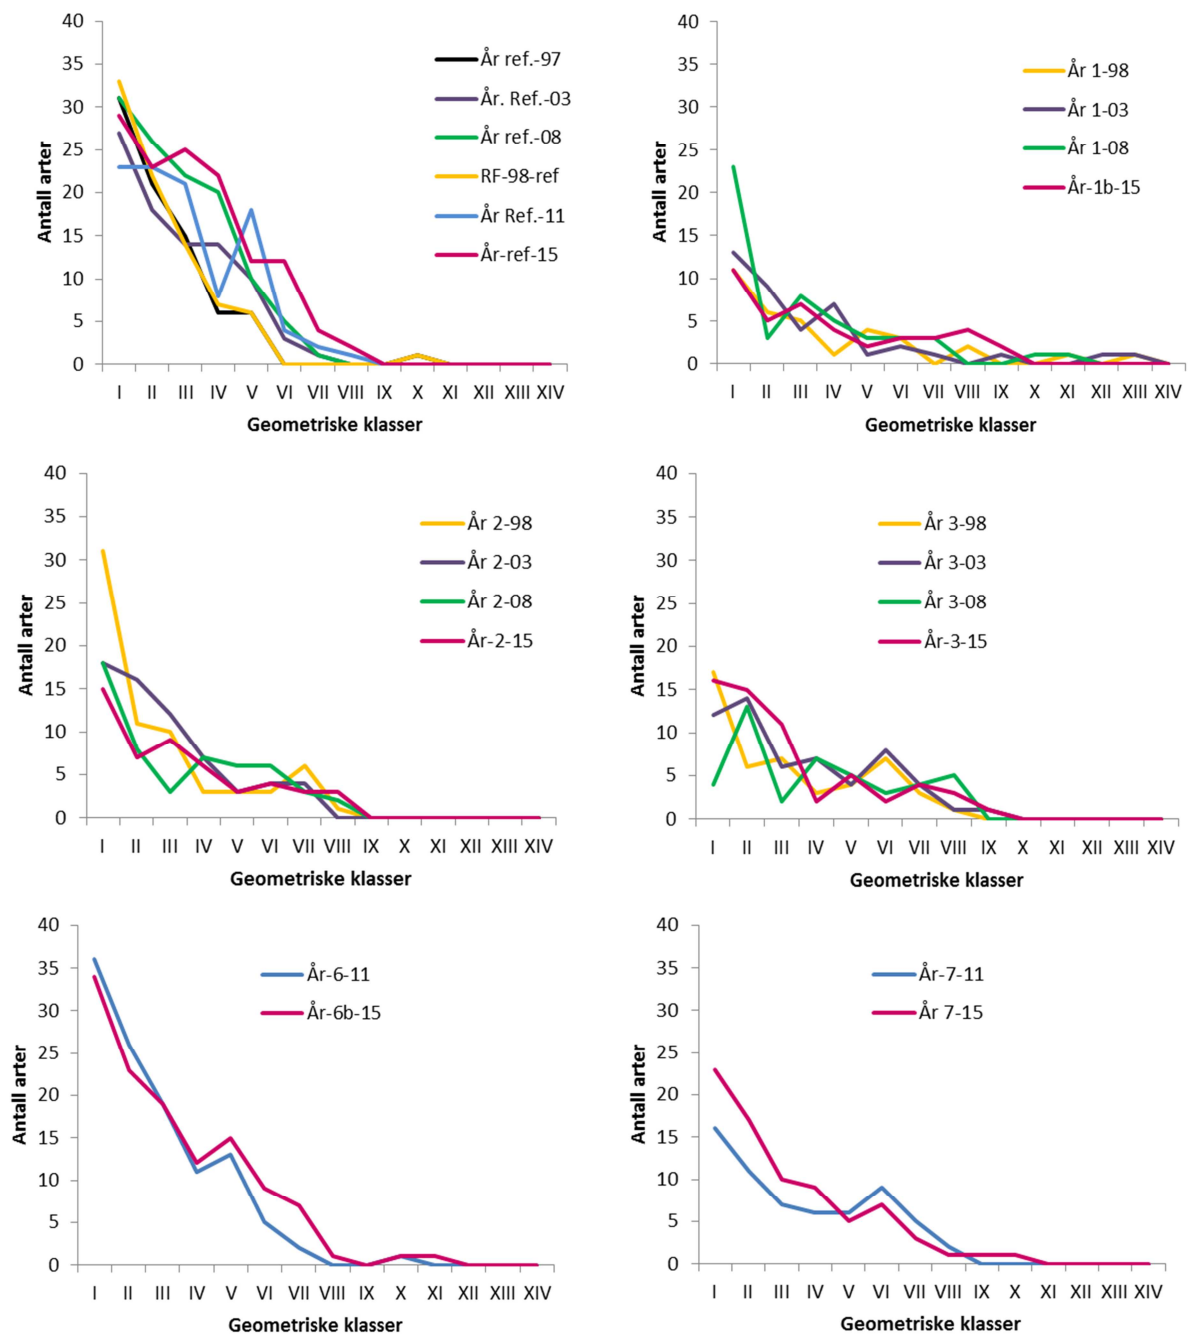 40
35
30
25
20
15
10
5
0
Antall arter
År ref.-97
År. Ref.-03
År ref.-08
RF-98-ref
År Ref.-11
År-ref-15
I II III IV V VI VII VIII IX X XI XII XIII XIV
Geometriske klasser
40
35
30
25
20
15
10
5
0
Antall arter
År 1-98
År 1-03
År 1-08
År-1b-15
I II III IV V VI VII VIII IX X XI XII XIII XIV
Geometriske klasser
40
35
30
25
20
15
10
5
0
Antall arter
År 2-98
År 2-03
År 2-08
År-2-15
I II III IV V VI VII VIII IX X XI XII XIII XIV
Geometriske klasser
40
35
30
25
20
15
10
5
0
Antall arter
År 3-98
År 3-03
År 3-08
År-3-15
I II III IV V VI VII VIII IX X XI XII XIII XIV
Geometriske klasser
40
35
30
25
20
15
10
5
0
Antall arter
År-6-11
År-6b-15
I II III IV V VI VII VIII IX X XI XII XIII XIV
Geometriske klasser
40
35
30
25
20
15
10
5
0
Antall arter
År-7-11
År 7-15
I II III IV V VI VII VIII IX X XI XII XIII XIV
Geometriske klasser